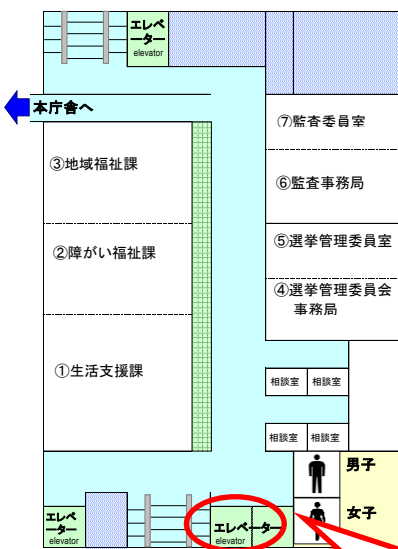 エレベ
ーター
elevator
本庁舎へ
⑦監査委員室
③地域福祉課
⑥監査事務局
⑤選挙管理委員室
②障がい福祉課
④選挙管理委員会
事務局
①生活支援課
相談室 相談室
相談室 相談室
男子
女子
エレベ
ーター
elevator
エレベーター
elevator